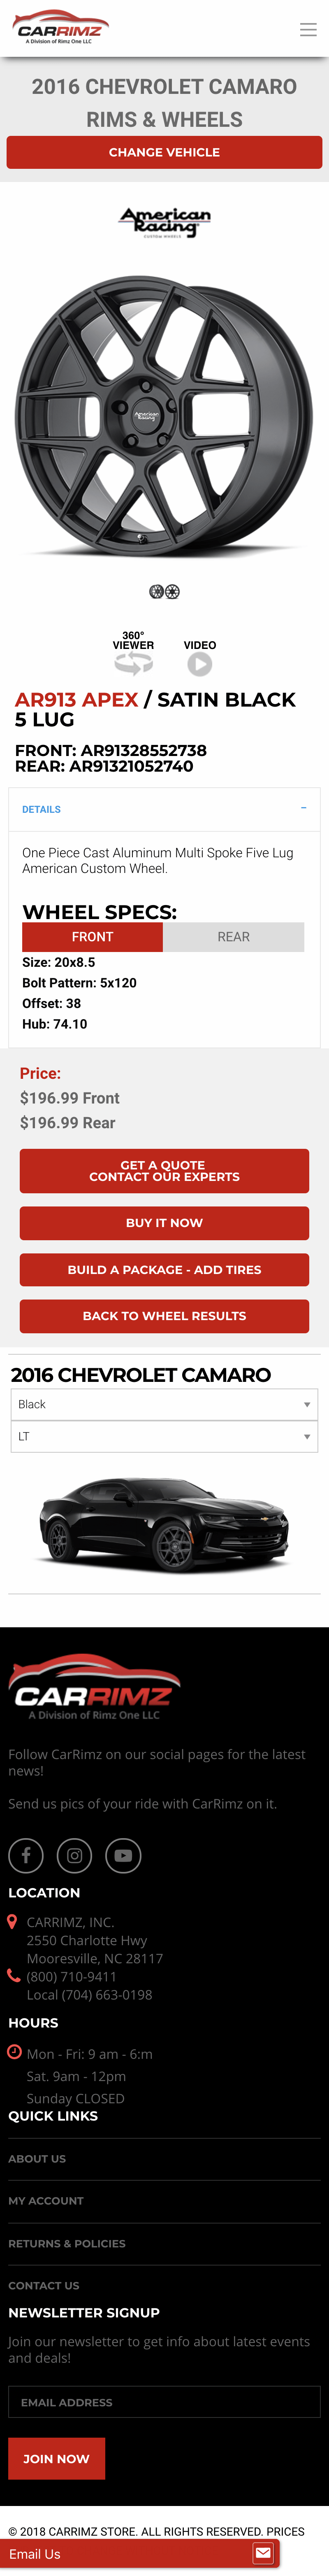 CARRIMZ
A Division of Rimz One LLC
2016 CHEVROLET CAMARO
RIMS & WHEELS
CHANGE VEHICLE
American
Racing
CUSTOM WHEELS
American
Racing
360°
VIEWER
VIDEO
AR913 APEX / SATIN BLACK
5 LUG
FRONT: AR91328552738
REAR: AR91321052740
DETAILS
–
One Piece Cast Aluminum Multi Spoke Five Lug
American Custom Wheel.
WHEEL SPECS:
FRONT
REAR
Size: 20x8.5
Bolt Pattern: 5x120
Offset: 38
Hub: 74.10
Price:
$196.99 Front
$196.99 Rear
GET A QUOTE
CONTACT OUR EXPERTS
BUY IT NOW
BUILD A PACKAGE - ADD TIRES
BACK TO WHEEL RESULTS
2016 CHEVROLET CAMARO
Black
LT
CARRIMZ
A Division of Rimz One LLC
Follow CarRimz on our social pages for the latest
news!
Send us pics of your ride with CarRimz on it.
LOCATION
CARRIMZ, INC.
2550 Charlotte Hwy
Mooresville, NC 28117
(800) 710-9411
Local (704) 663-0198
HOURS
Mon - Fri: 9 am - 6:m
Sat. 9am - 12pm
Sunday CLOSED
QUICK LINKS
ABOUT US
MY ACCOUNT
RETURNS & POLICIES
CONTACT US
NEWSLETTER SIGNUP
Join our newsletter to get info about latest events
and deals!
EMAIL ADDRESS
JOIN NOW
© 2018 CARRIMZ STORE. ALL RIGHTS RESERVED. PRICES
Email Us